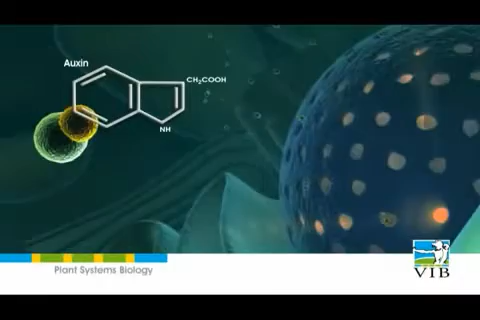 Auxin
CH₂COOH
NH
Plant Systems Biology
VIB